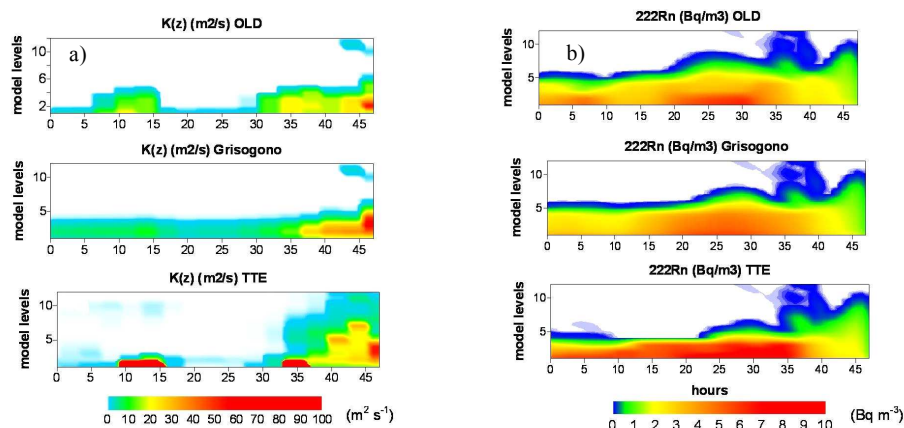 K(z) (m2/s) OLD
a)
model levels
12
6
4
2
0 5 10 15 20 25 30 35 40 45
K(z) (m2/s) Grisogono
model levels
10
5
0 5 10 15 20 25 30 35 40 45
K(z) (m2/s) TTE
model levels
10
5
0 5 10 15 20 25 30 35 40 45
0 10 20 30 40 50 60 70 80 90 100
(m² s⁻¹)
222Rn (Bq/m3) OLD
b)
model levels
10
5
0 5 10 15 20 25 30 35 40 45
222Rn (Bq/m3) Grisogono
model levels
10
5
0 5 10 15 20 25 30 35 40 45
222Rn (Bq/m3) TTE
model levels
10
5
0 5 10 15 20 25 30 35 40 45
hours
0 1 2 3 4 5 6 7 8 9 10
(Bq m⁻³)